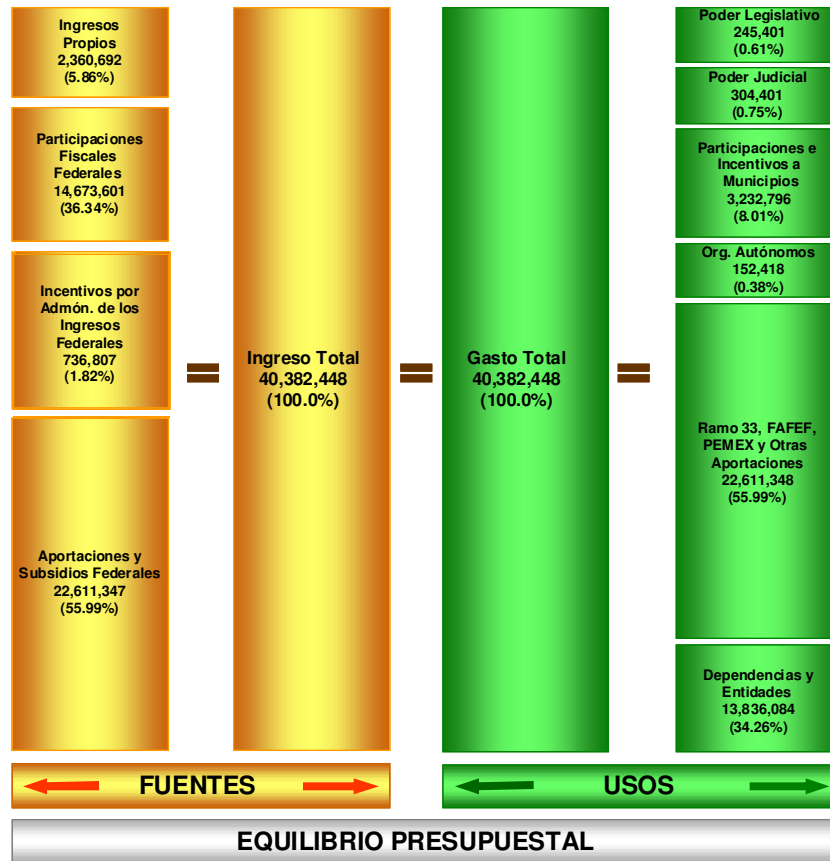 Ingresos
Propios
2,360,692
(5.86%)
Participaciones
Fiscales
Federales
14,673,601
(36.34%)
Incentivos por
Admón. de los
Ingresos
Federales
736,807
(1.82%)
Aportaciones y
Subsidios Federales
22,611,347
(55.99%)
Ingreso Total
40,382,448
(100.0%)
Gasto Total
40,382,448
(100.0%)
Poder Legislativo
245,401
(0.61%)
Poder Judicial
304,401
(0.75%)
Participaciones e
Incentivos a
Municipios
3,232,796
(8.01%)
Org. Autónomos
152,418
(0.38%)
Ramo 33, FAFEF,
PEMEX y Otras
Aportaciones
22,611,348
(55.99%)
Dependencias y
Entidades
13,836,084
(34.26%)
FUENTES
USOS
EQUILIBRIO PRESUPUESTAL